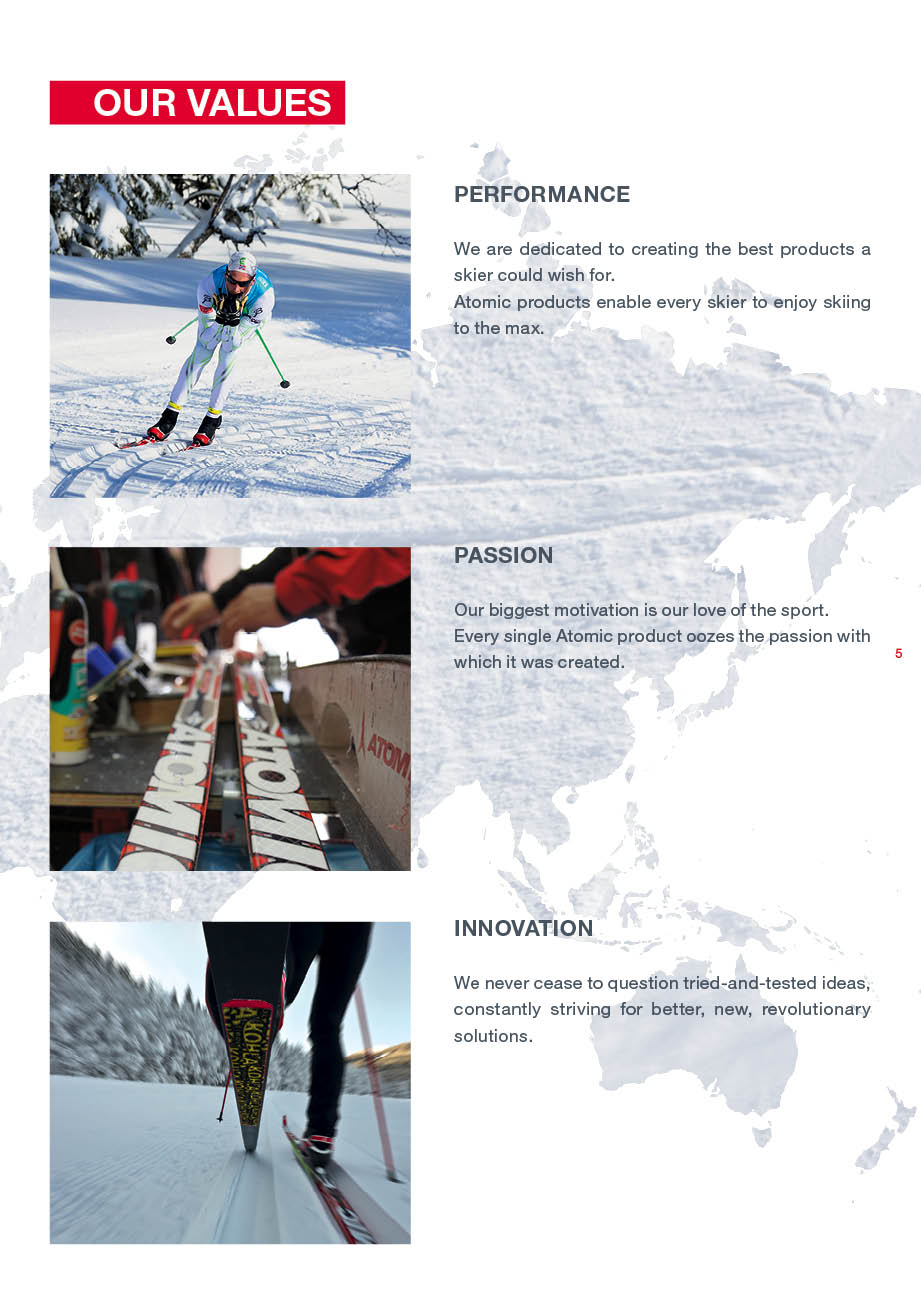 OUR VALUES
PERFORMANCE
We are dedicated to creating the best products a
skier could wish for.
Atomic products enable every skier to enjoy skiing
to the max.
PASSION
Our biggest motivation is our love of the sport.
Every single Atomic product oozes the passion with
which it was created.
5
ATOMIC
ATOMIC
ATOM
INNOVATION
We never cease to question tried-and-tested ideas,
constantly striving for better, new, revolutionary
solutions.